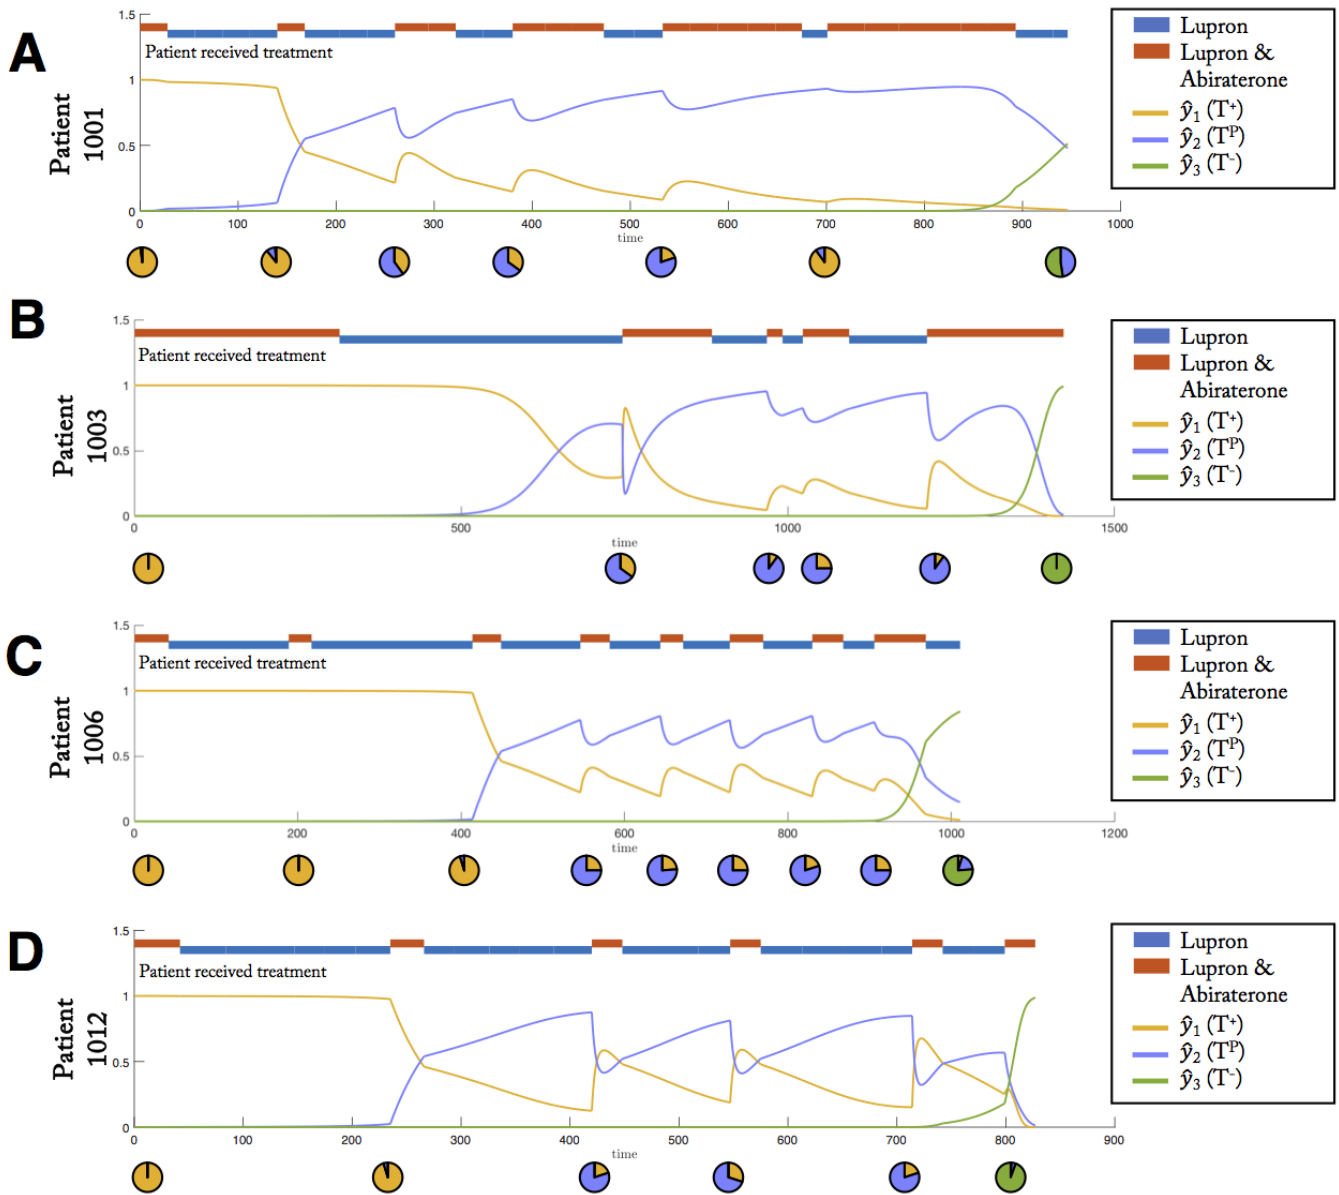 A
Patient
1001
1.5
1
0.5
0
Patient received treatment
0 100 200 300 400 500 600 700 800 900 1000
time
Lupron
Lupron &
Abiraterone
ŷ₁ (T⁺)
ŷ₂ (Tᴾ)
ŷ₃ (T⁻)
B
Patient
1003
1.5
1
0.5
0
Patient received treatment
0 500 1000 1500
time
Lupron
Lupron &
Abiraterone
ŷ₁ (T⁺)
ŷ₂ (Tᴾ)
ŷ₃ (T⁻)
C
Patient
1006
1.5
1
0.5
0
Patient received treatment
0 200 400 600 800 1000 1200
time
Lupron
Lupron &
Abiraterone
ŷ₁ (T⁺)
ŷ₂ (Tᴾ)
ŷ₃ (T⁻)
D
Patient
1012
1.5
1
0.5
0
Patient received treatment
0 100 200 300 400 500 600 700 800 900
time
Lupron
Lupron &
Abiraterone
ŷ₁ (T⁺)
ŷ₂ (Tᴾ)
ŷ₃ (T⁻)